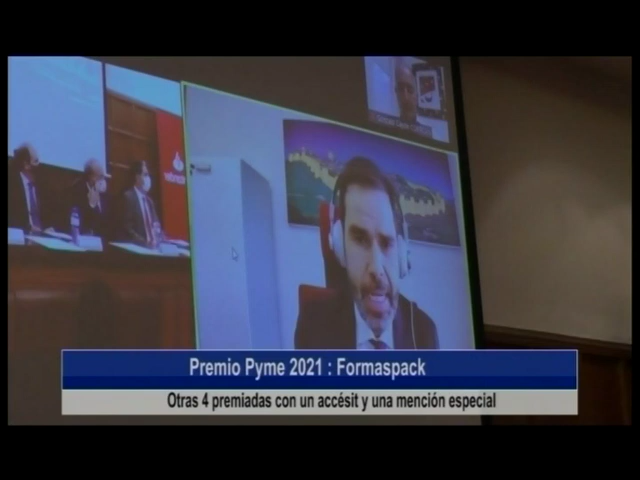 Premio Pyme 2021 : Formaspack
Otras 4 premiadas con un accésit y una mención especial